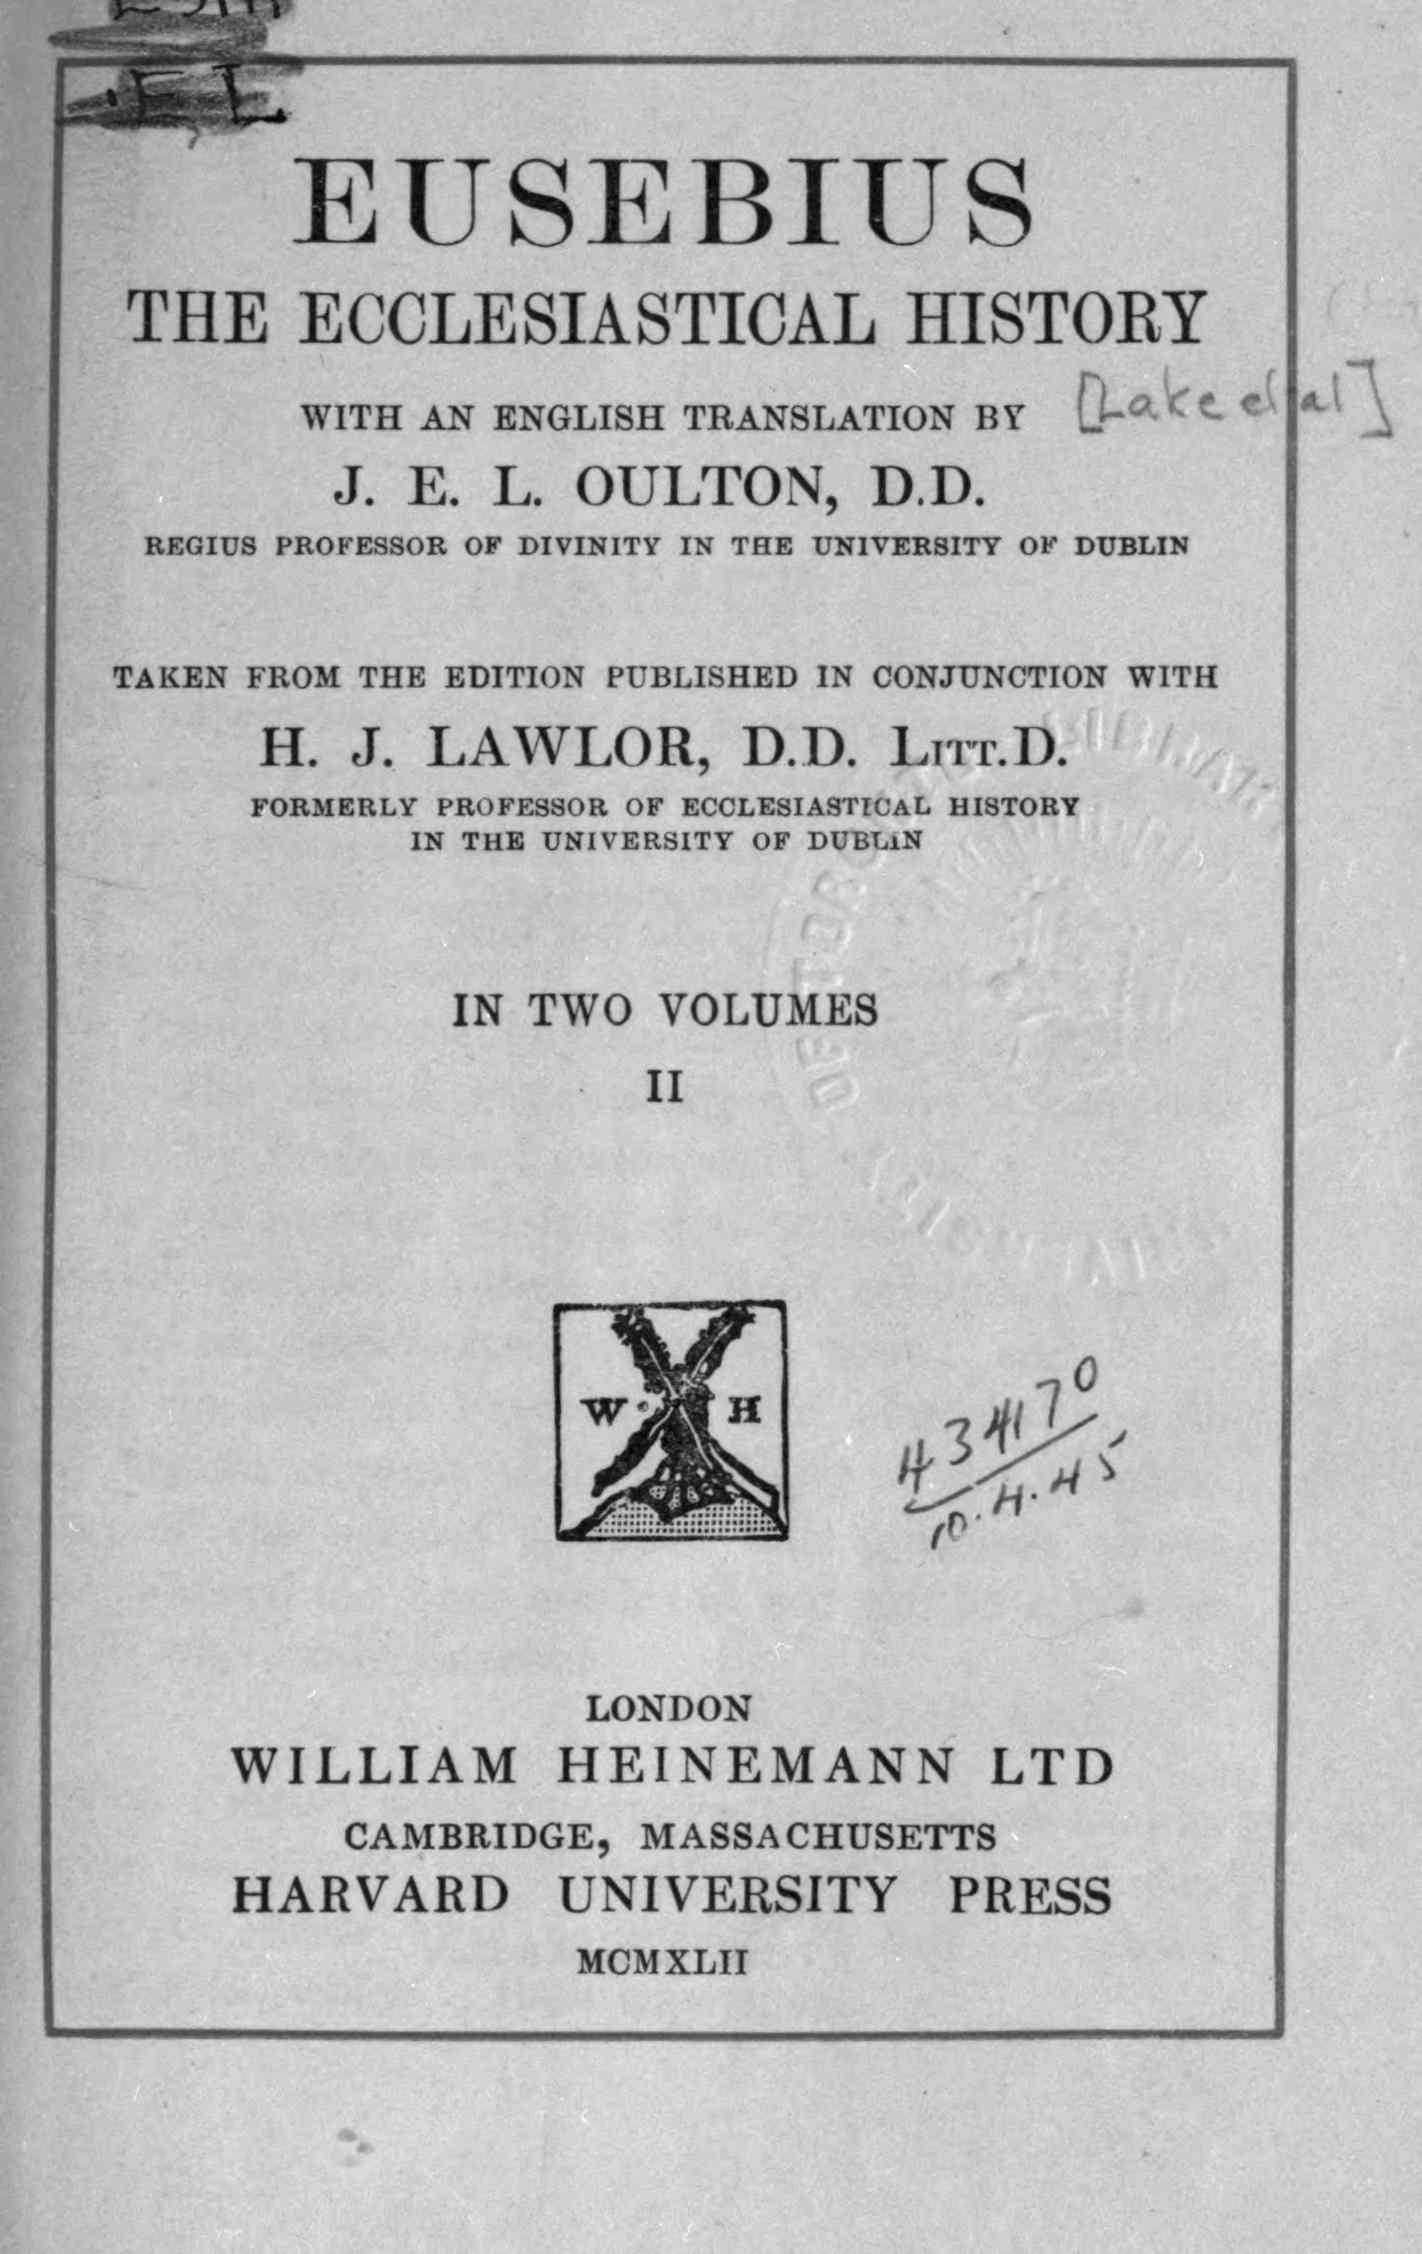 EUSEBIUS
THE ECCLESIASTICAL HISTORY
WITH AN ENGLISH TRANSLATION BY [Lake et al]
J. E. L. OULTON, D.D.
REGIUS PROFESSOR OF DIVINITY IN THE UNIVERSITY OF DUBLIN
TAKEN FROM THE EDITION PUBLISHED IN CONJUNCTION WITH
H. J. LAWLOR, D.D. LITT.D.
FORMERLY PROFESSOR OF ECCLESIASTICAL HISTORY
IN THE UNIVERSITY OF DUBLIN
IN TWO VOLUMES
II
W H
434170
10.4.45
LONDON
WILLIAM HEINEMANN LTD
CAMBRIDGE, MASSACHUSETTS
HARVARD UNIVERSITY PRESS
MCMXLII